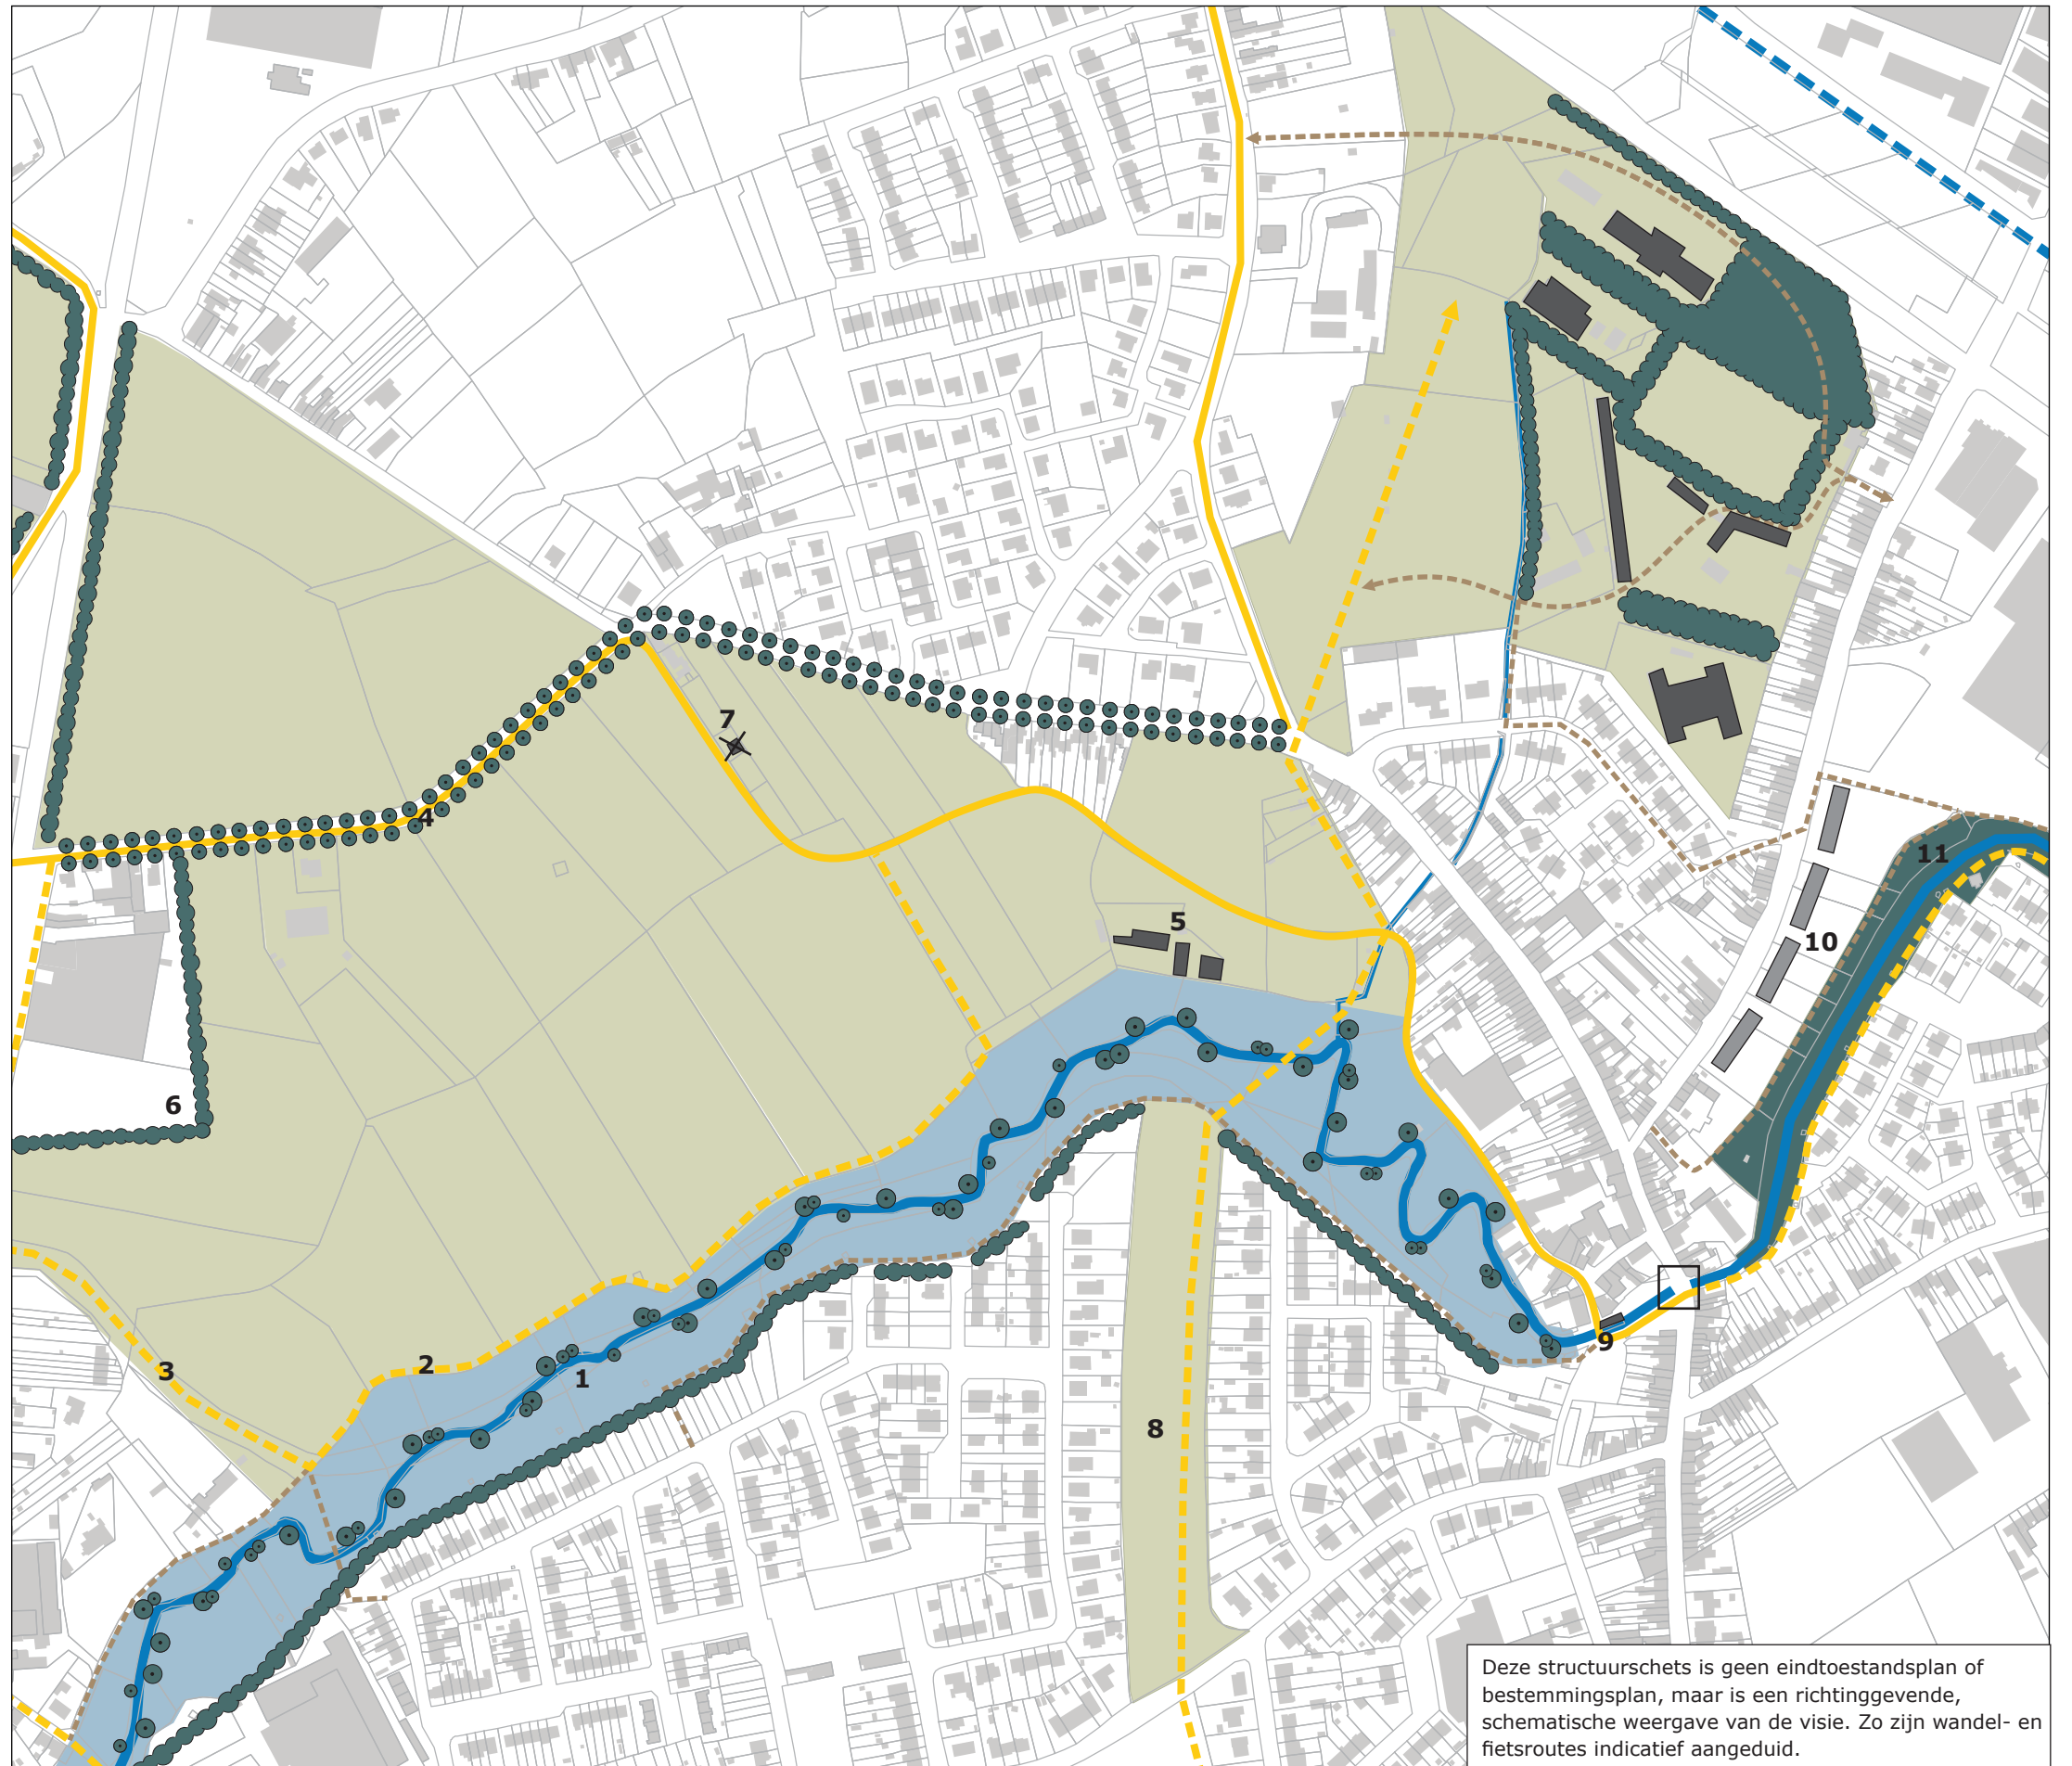 7
4
11
5
10
6
9
3
2
1
8
Deze structuurschets is geen eindtoestandsplan of
bestemmingsplan, maar is een richtinggevende,
schematische weergave van de visie. Zo zijn wandel- en
fietsroutes indicatief aangeduid.